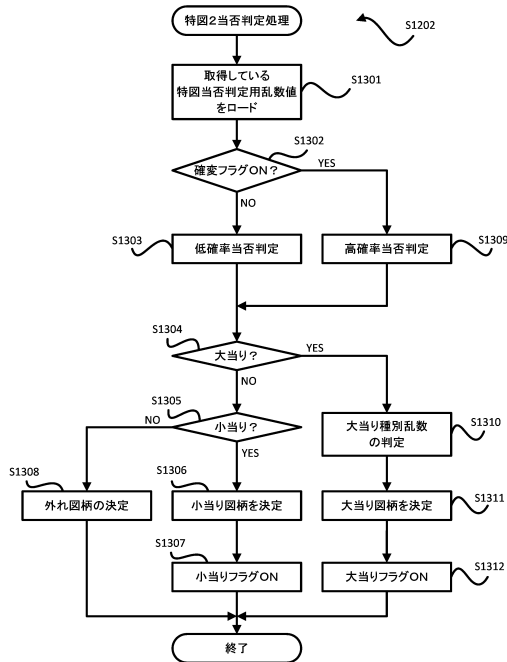 特図2当否判定処理
S1202
取得している
特図当否判定用乱数値
をロード
S1301
S1302
確変フラグON?
YES
NO
S1303
低確率当否判定
高確率当否判定
S1309
S1304
大当り?
YES
NO
S1305
NO
小当り?
YES
大当り種別乱数
の判定
S1310
S1308
外れ図柄の決定
S1306
小当り図柄を決定
大当り図柄を決定
S1311
S1307
小当りフラグON
大当りフラグON
S1312
終了